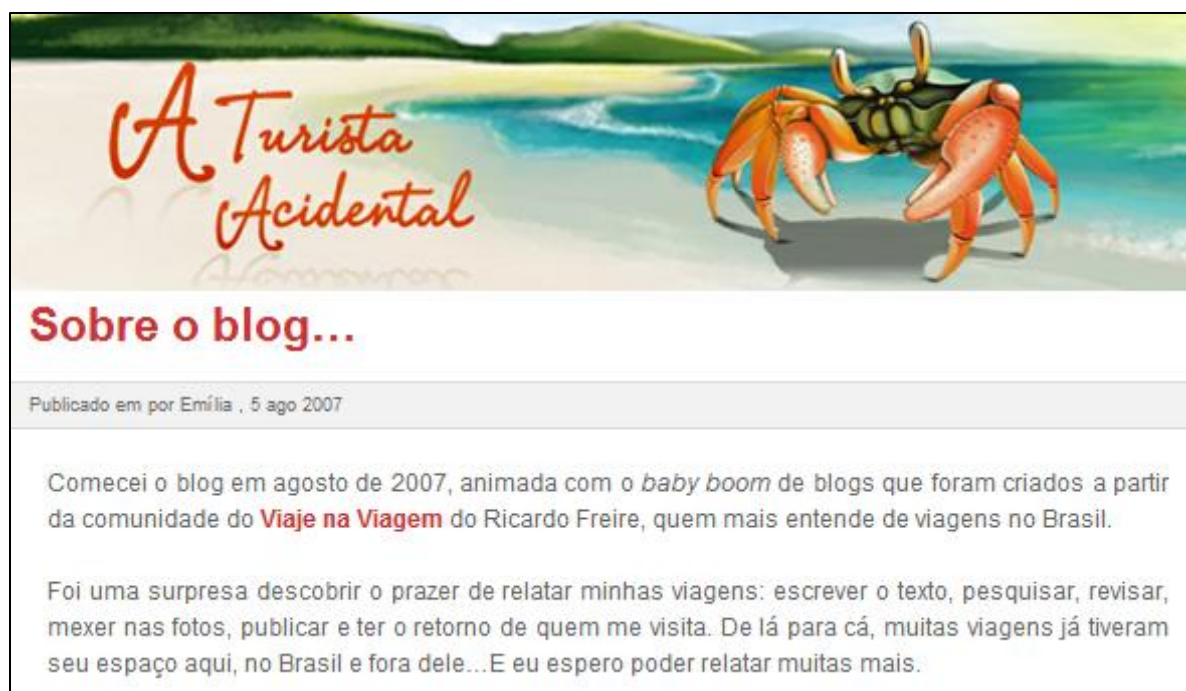 A Turista
Acidental
Sobre o blog...
Publicado em por Emília , 5 ago 2007
Comecei o blog em agosto de 2007, animada com o baby boom de blogs que foram criados a partir
da comunidade do Viaje na Viagem do Ricardo Freire, quem mais entende de viagens no Brasil.
Foi uma surpresa descobrir o prazer de relatar minhas viagens: escrever o texto, pesquisar, revisar,
mexer nas fotos, publicar e ter o retorno de quem me visita. De lá para cá, muitas viagens já tiveram
seu espaço aqui, no Brasil e fora dele...E eu espero poder relatar muitas mais.